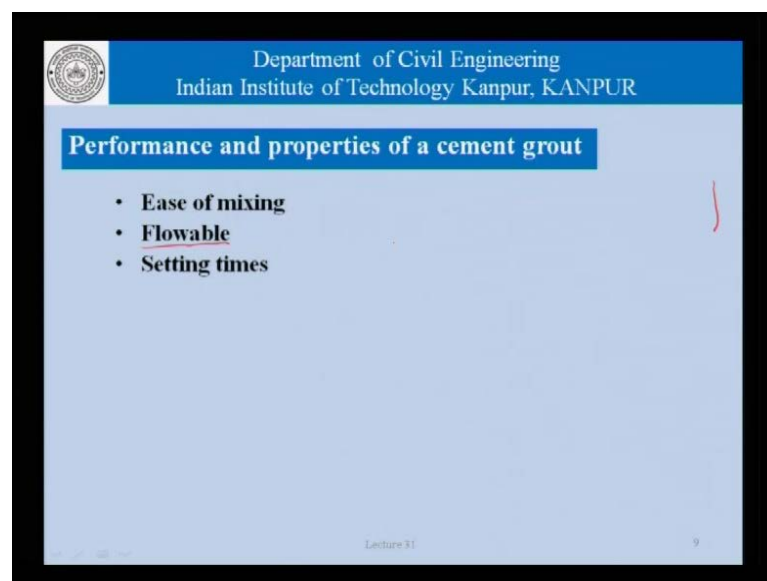 Department of Civil Engineering
Indian Institute of Technology Kanpur, KANPUR
Performance and properties of a cement grout
• Ease of mixing
• Flowable
• Setting times
Lecture 31
9